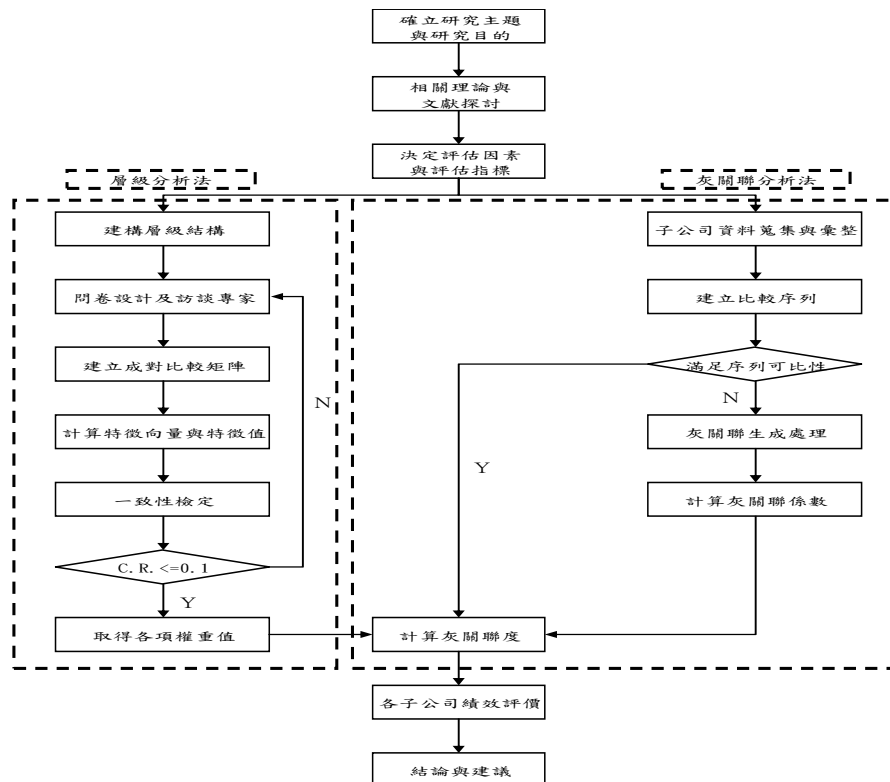 確立研究主題
與研究目的
相關理論與
文獻探討
決定評估因素
與評估指標
層級分析法
建構層級結構
問卷設計及訪談專家
建立成對比較矩陣
計算特徵向量與特徵值
一致性檢定
C.R.<=0.1
N
Y
取得各項權重值
灰關聯分析法
子公司資料蒐集與彙整
建立比較序列
滿足序列可比性
N
Y
灰關聯生成處理
計算灰關聯係數
計算灰關聯度
各子公司績效評價
結論與建議